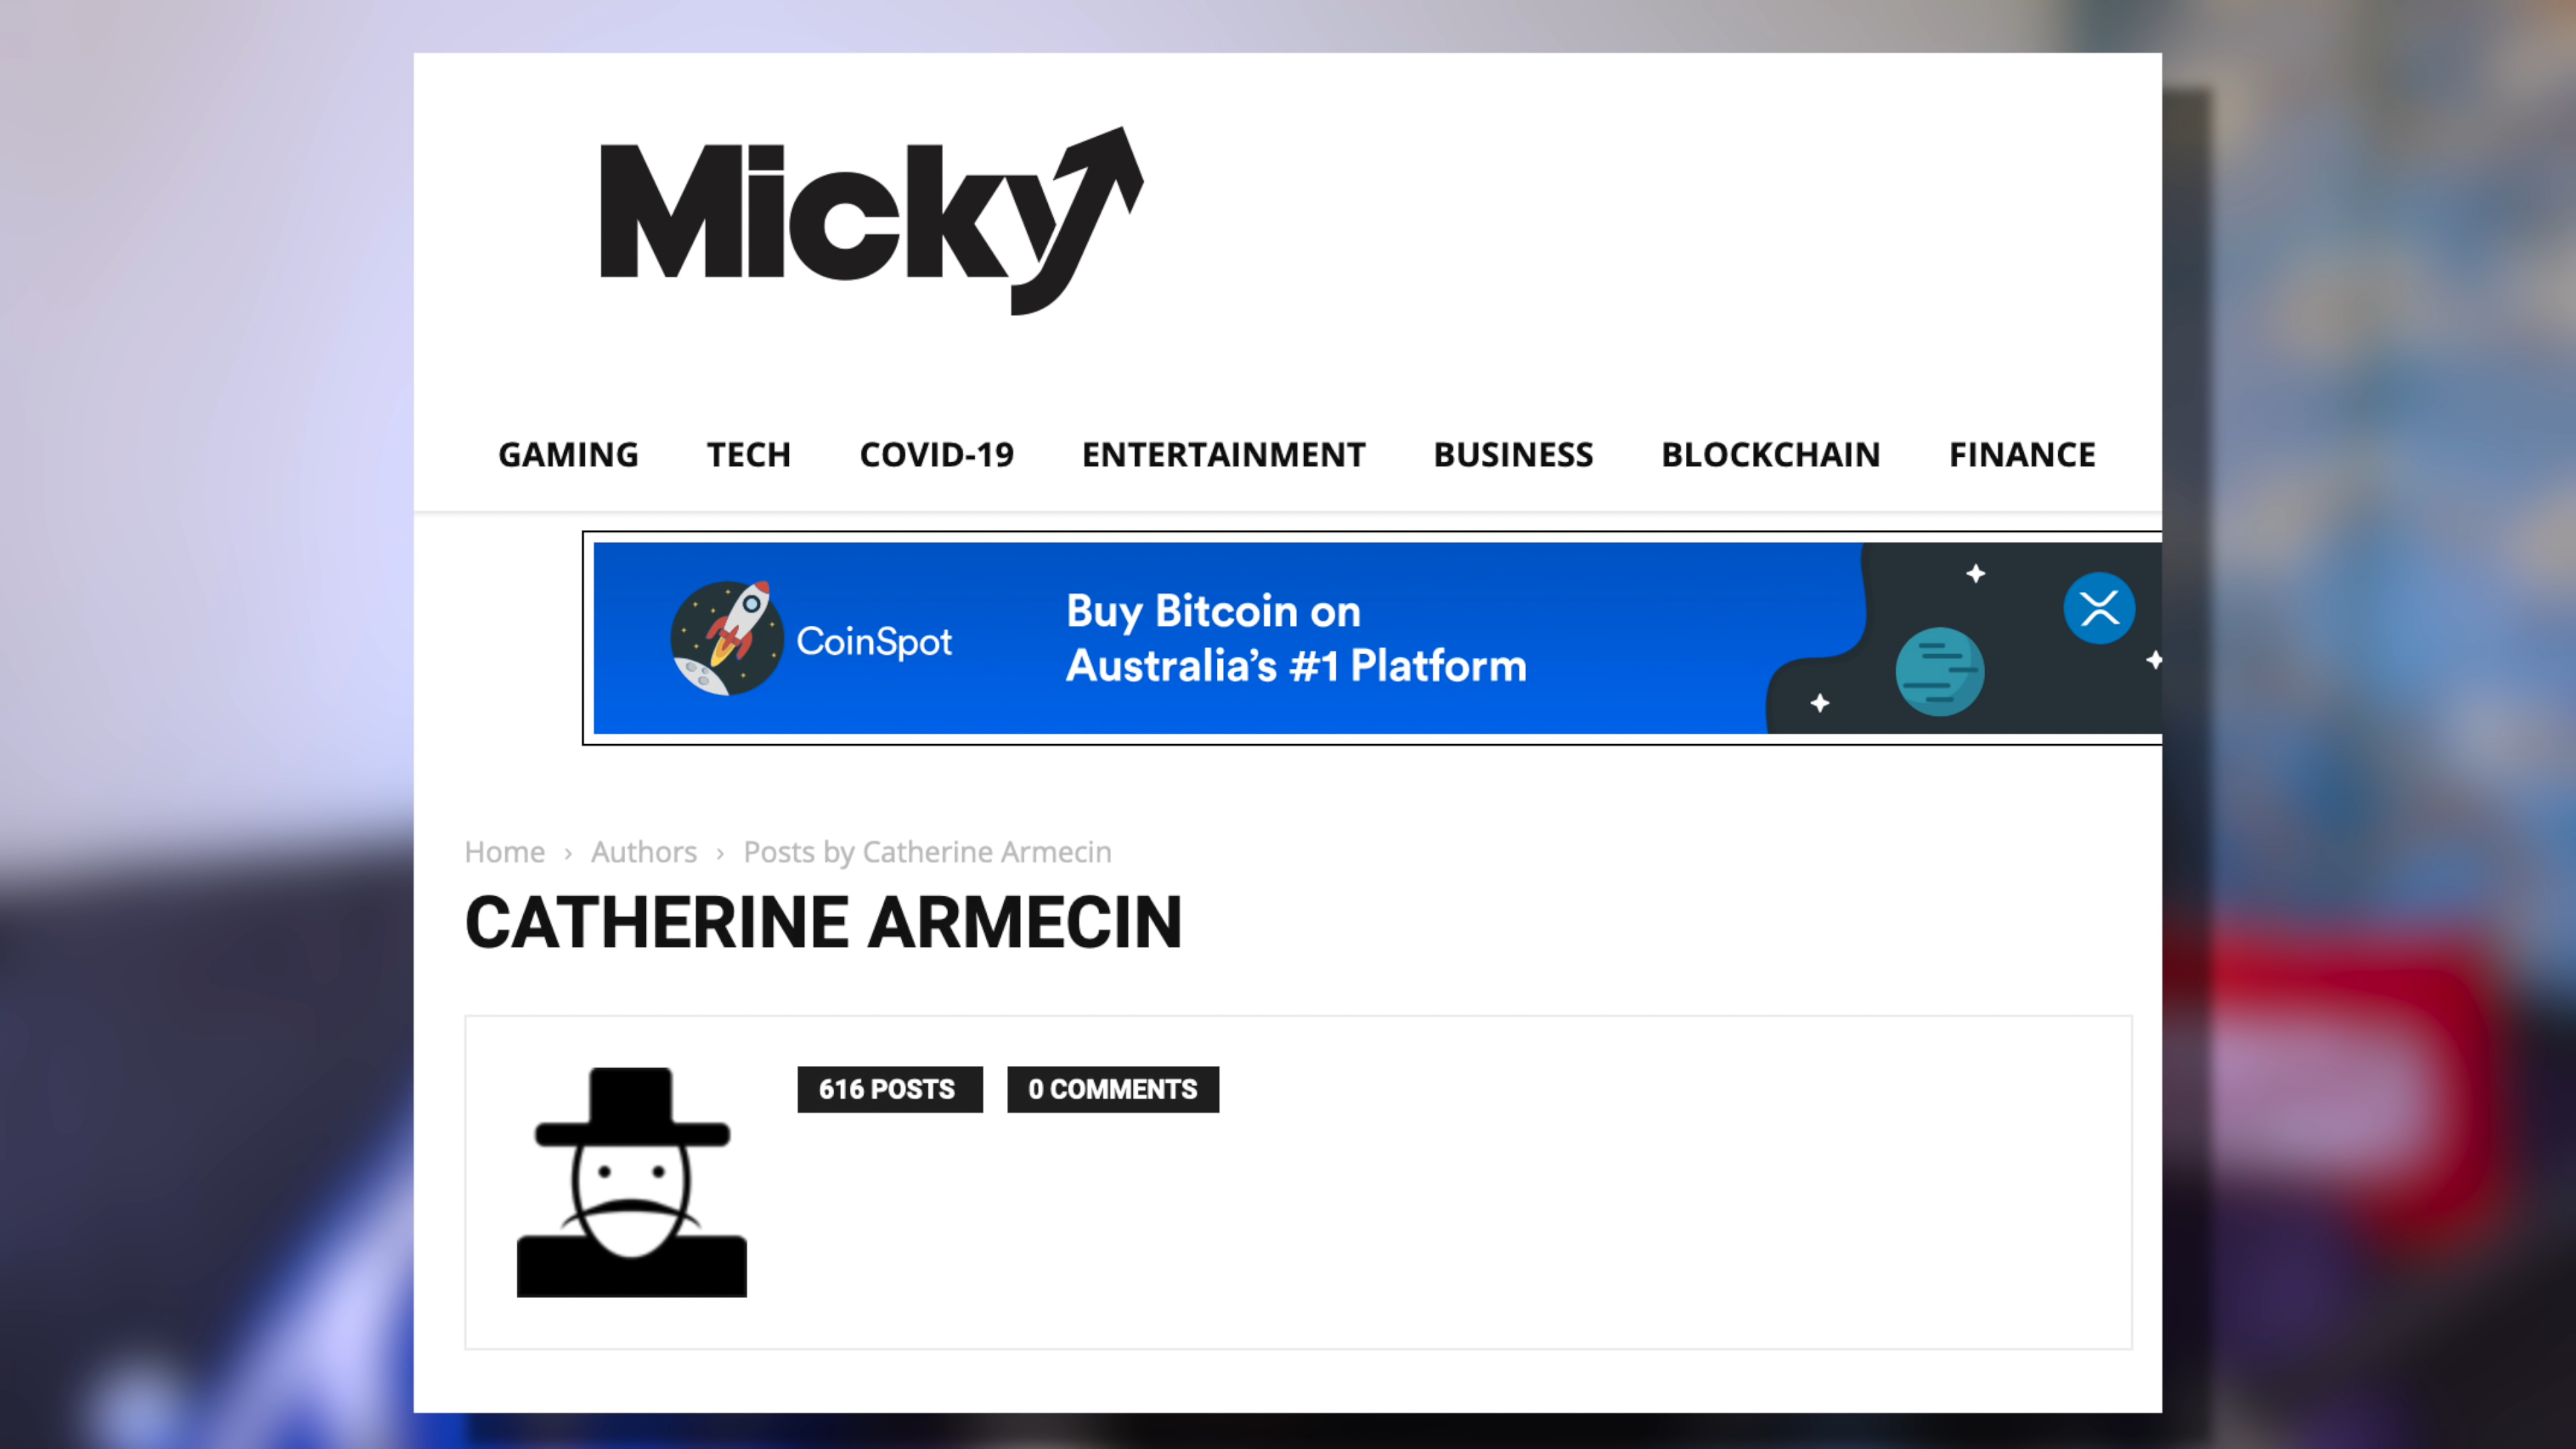 Micky
GAMING TECH COVID-19 ENTERTAINMENT BUSINESS BLOCKCHAIN FINANCE
CoinSpot
Buy Bitcoin on
Australia's #1 Platform
Home › Authors › Posts by Catherine Armecin
CATHERINE ARMECIN
616 POSTS 0 COMMENTS